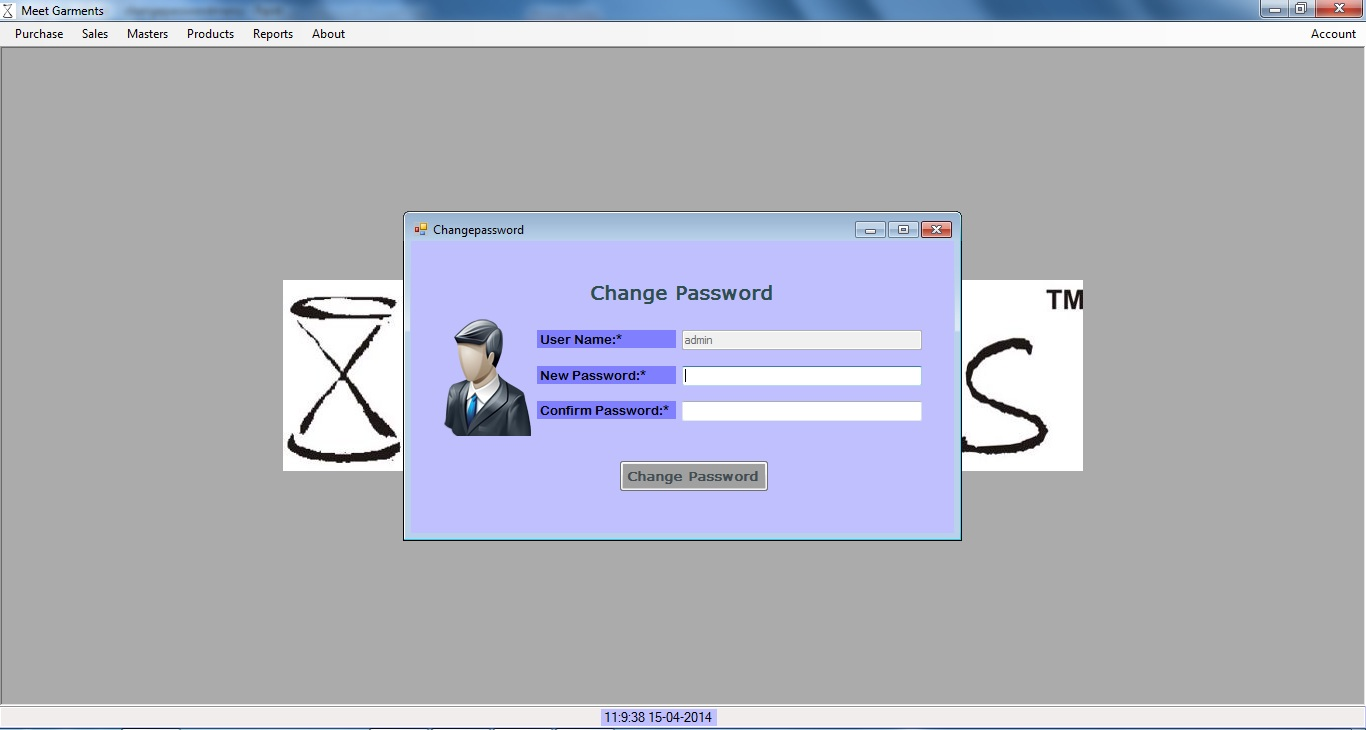 Meet Garments
Purchase Sales Masters Products Reports About Account
TM
S
Changepassword
Change Password
User Name:* admin
New Password:*
Confirm Password:*
Change Password
11:9:38 15-04-2014